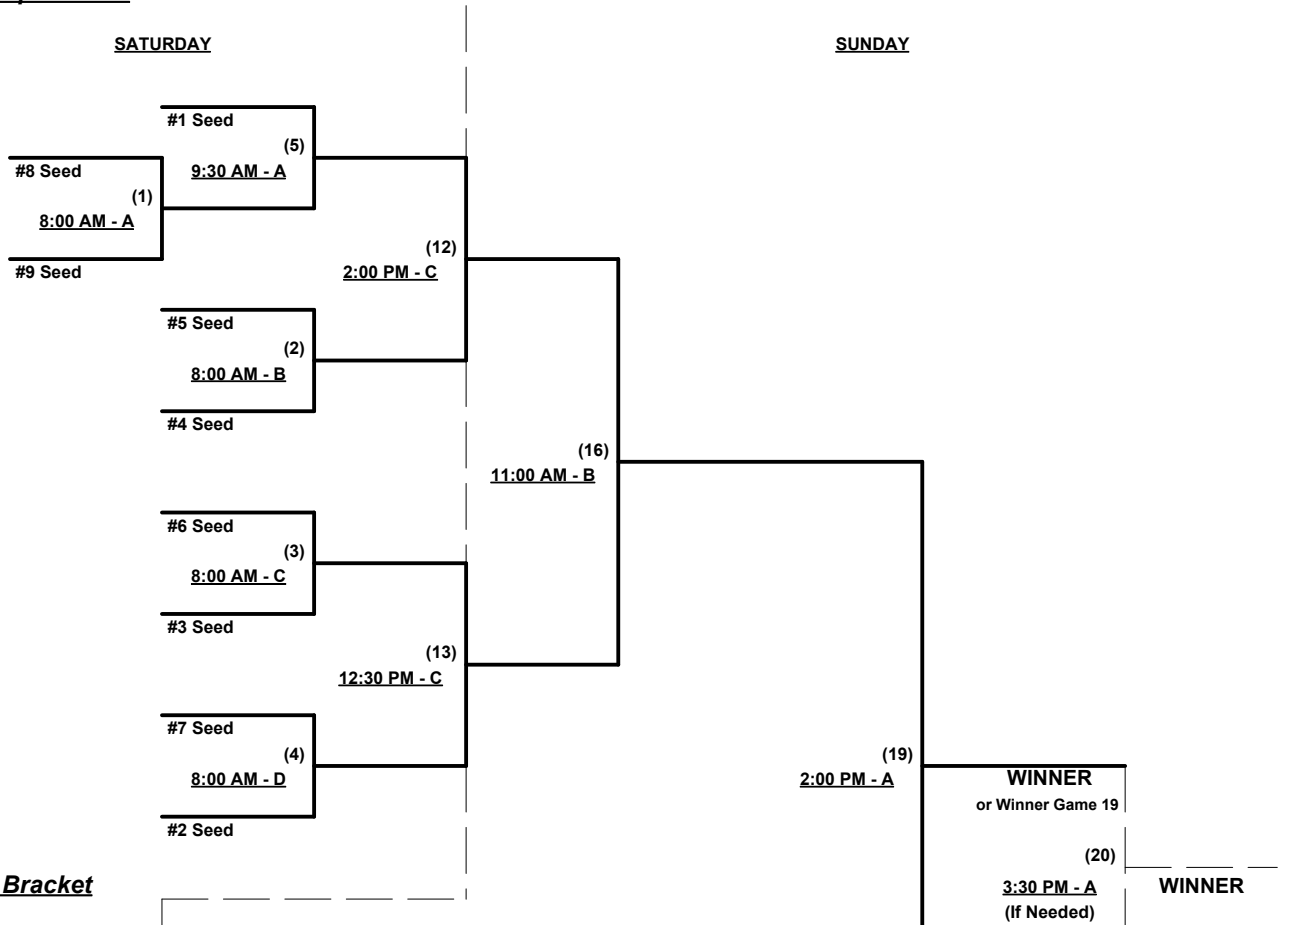 SATURDAY
SUNDAY
#1 Seed
(5)
9:30 AM - A
#8 Seed
(1)
8:00 AM - A
#9 Seed
(12)
2:00 PM - C
#5 Seed
(2)
8:00 AM - B
#4 Seed
(16)
11:00 AM - B
#6 Seed
(3)
8:00 AM - C
#3 Seed
(13)
12:30 PM - C
#7 Seed
(4)
8:00 AM - D
#2 Seed
(19)
2:00 PM - A
WINNER
or Winner Game 19
(20)
3:30 PM - A
(If Needed)
WINNER
Bracket